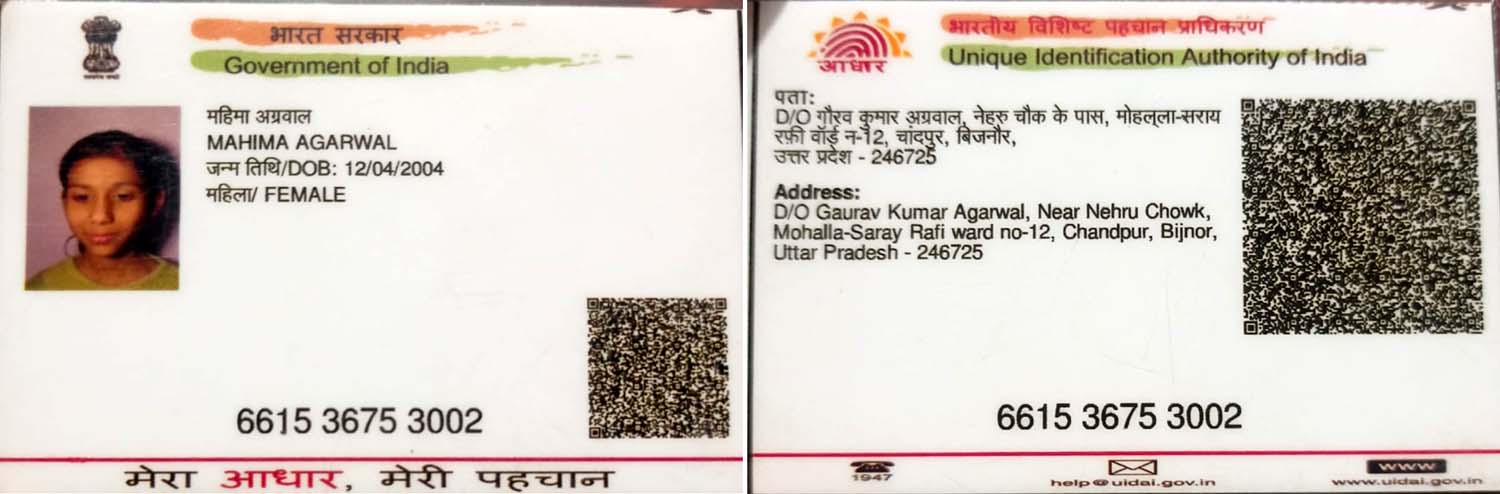 भारत सरकार
Government of India
महिमा अग्रवाल
MAHIMA AGARWAL
जन्म तिथि/DOB: 12/04/2004
महिला/ FEMALE
6615 3675 3002
मेरा आधार, मेरी पहचान
आधार
भारतीय विशिष्ट पहचान प्राधिकरण
Unique Identification Authority of India
पता:
D/O गौरव कुमार अग्रवाल, नेहरु चौक के पास, मोहल्ला-सराय
रफ़ी वॉर्ड न-12, चांदपुर, बिजनौर,
उत्तर प्रदेश - 246725
Address:
D/O Gaurav Kumar Agarwal, Near Nehru Chowk,
Mohalla-Saray Rafi ward no-12, Chandpur, Bijnor,
Uttar Pradesh - 246725
6615 3675 3002
1947
help@uidai.gov.in
www
www.uidai.gov.in